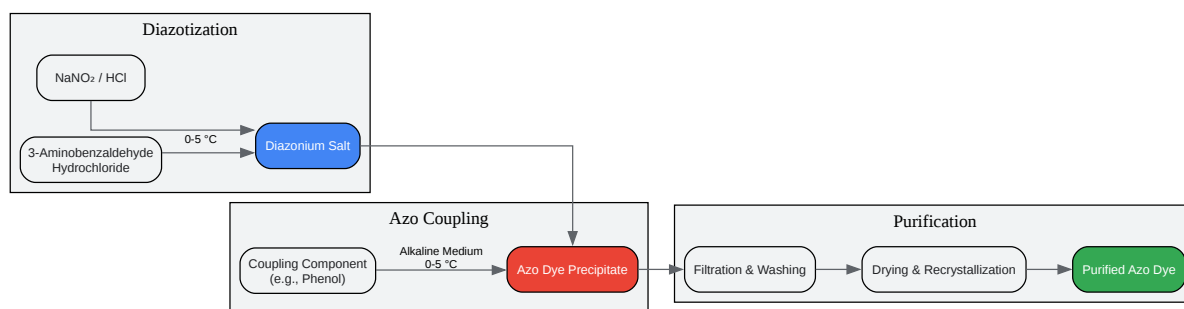 Diazotization
NaNO₂ / HCl
0-5 °C
3-Aminobenzaldehyde
Hydrochloride
Diazonium Salt
Azo Coupling
Coupling Component
(e.g., Phenol)
Alkaline Medium
0-5 °C
Azo Dye Precipitate
Purification
Filtration & Washing
Drying & Recrystallization
Purified Azo Dye